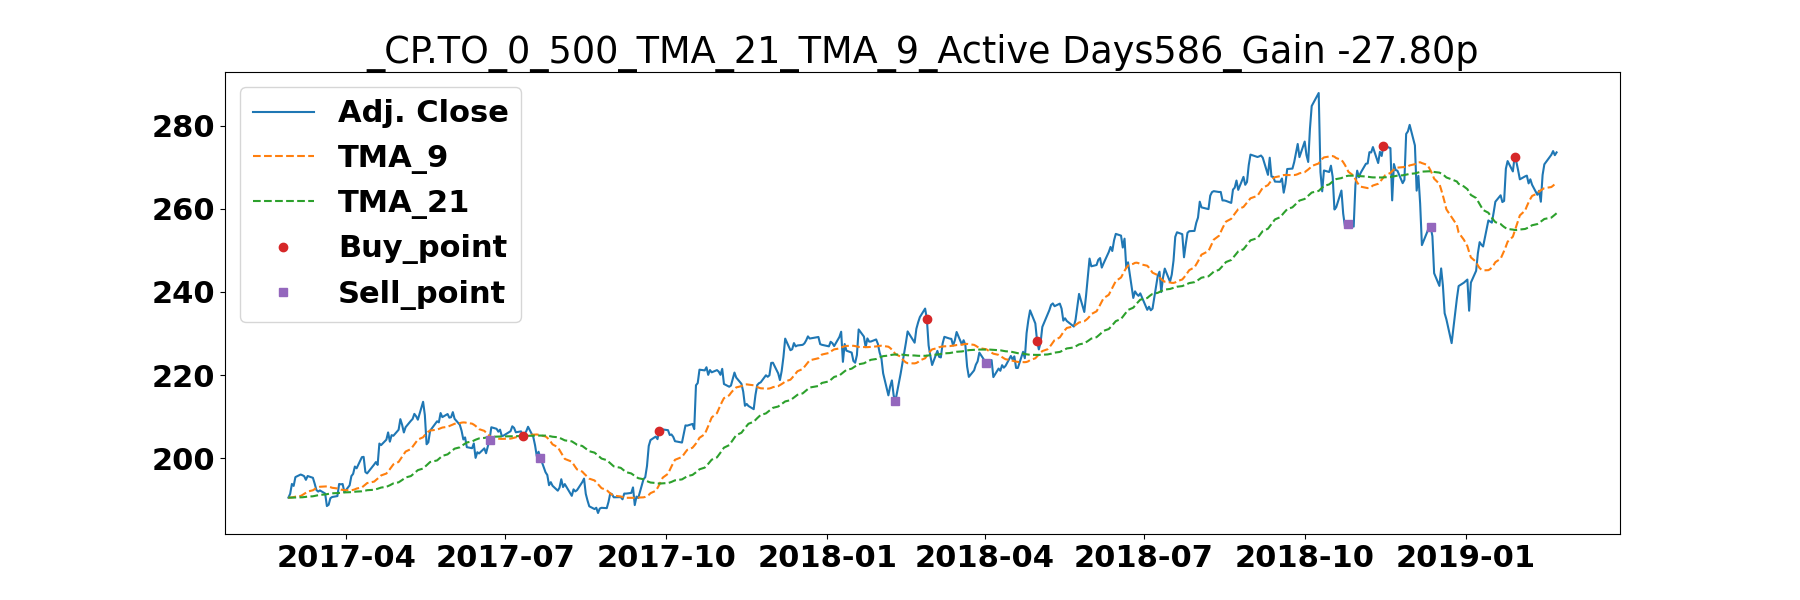 _CP.TO_0_500_TMA_21_TMA_9_Active Days586_Gain -27.80p
Adj. Close
TMA_9
TMA_21
Buy_point
Sell_point
280
260
240
220
200
2017-04 2017-07 2017-10 2018-01 2018-04 2018-07 2018-10 2019-01